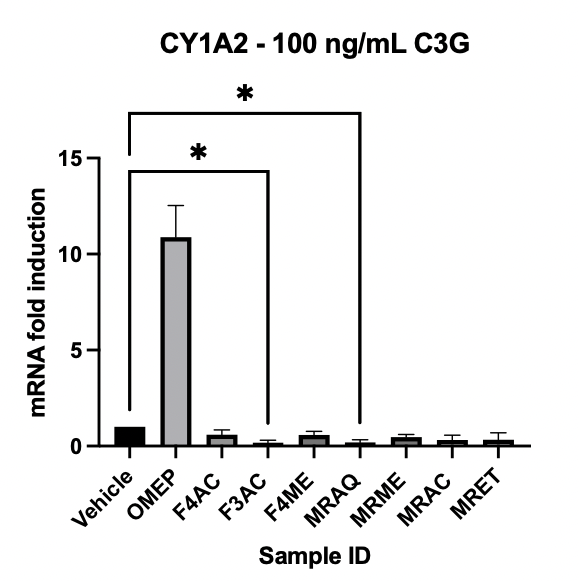 CY1A2 - 100 ng/mL C3G
*
*
15
10
5
0
mRNA fold induction
Vehicle
OMEP
F4AC
F3AC
F4ME
MRAQ
MRME
MRAC
MRET
Sample ID